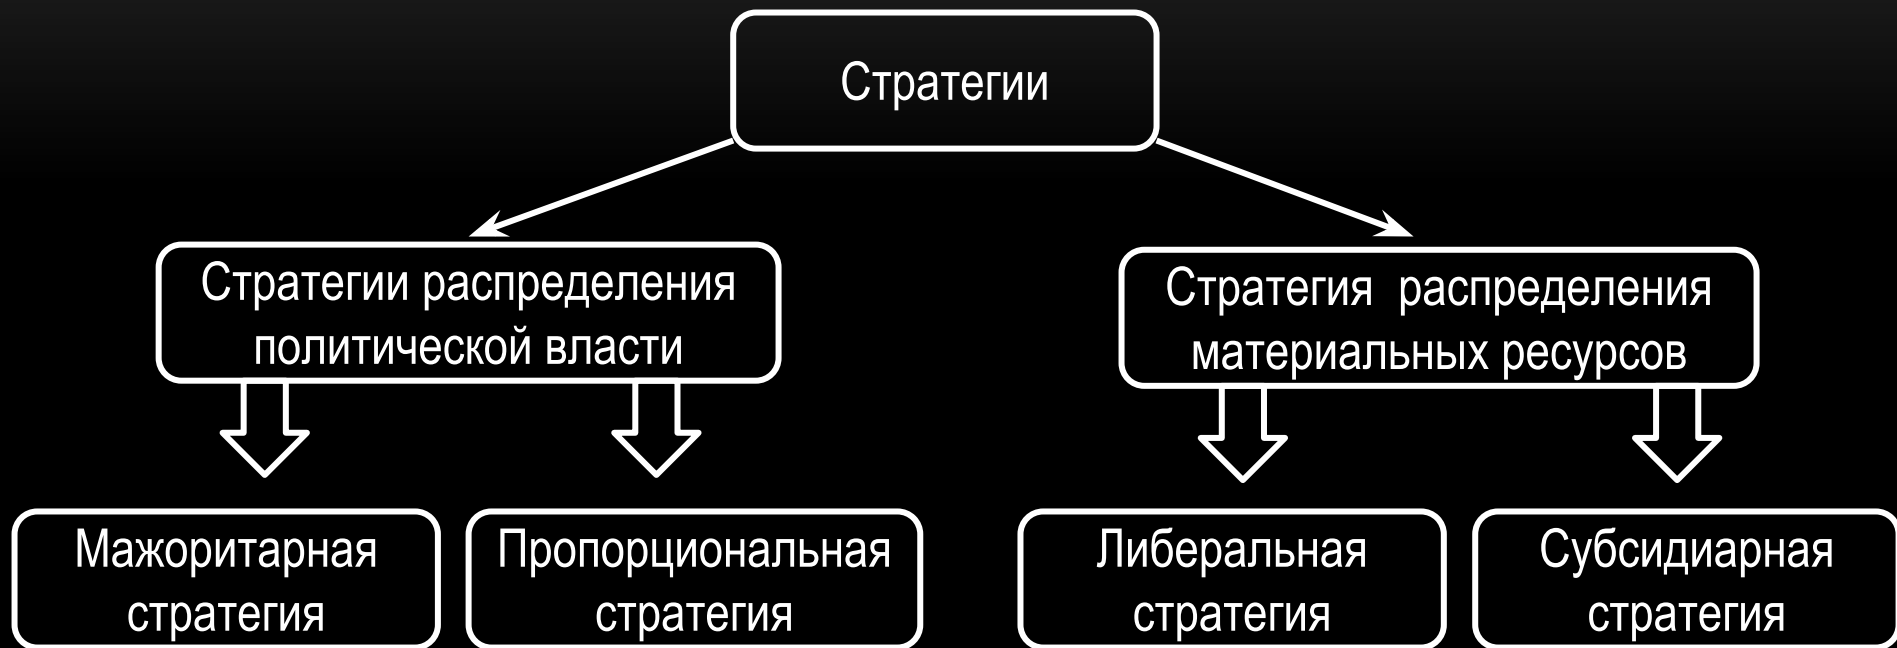 Стратегии
Стратегии распределения
политической власти
Стратегия распределения
материальных ресурсов
Мажоритарная
стратегия
Пропорциональная
стратегия
Либеральная
стратегия
Субсидиарная
стратегия